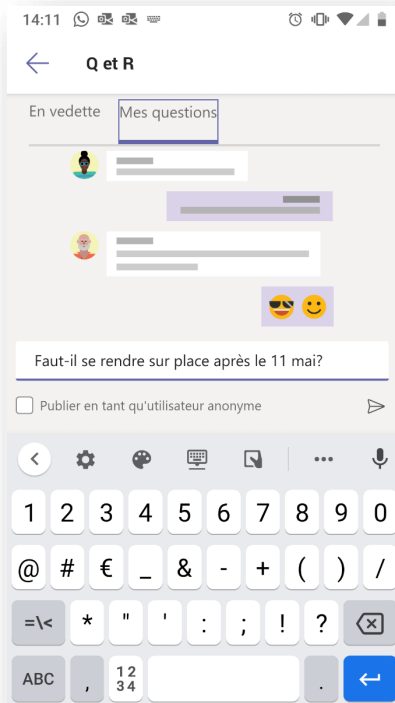 14:11
Q et R
En vedette Mes questions
Faut-il se rendre sur place après le 11 mai?
Publier en tant qu'utilisateur anonyme
1 2 3 4 5 6 7 8 9 0
@ # € _ & - + ( ) /
=\< * " ' : ; ! ?
ABC , 12 34 .